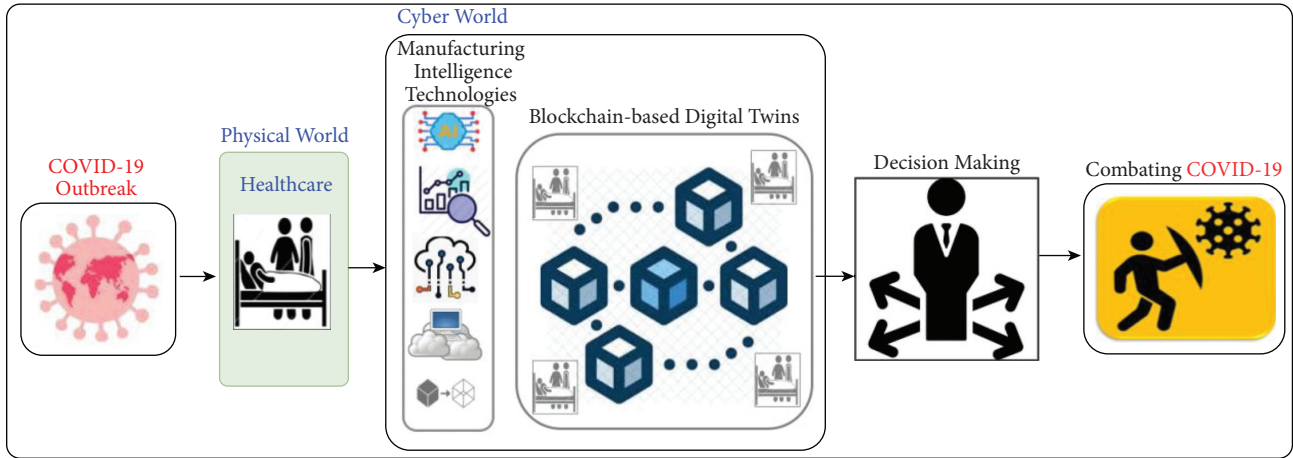 COVID-19
Outbreak
Physical World
Healthcare
Cyber World
Manufacturing
Intelligence
Technologies
AI
Blockchain-based Digital Twins
Decision Making
Combating COVID-19